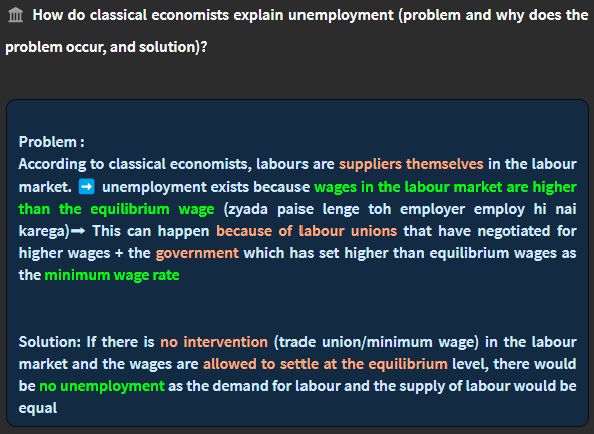 🏛 How do classical economists explain unemployment (problem and why does the
problem occur, and solution)?
Problem :
According to classical economists, labours are suppliers themselves in the labour
market. ➡ unemployment exists because wages in the labour market are higher
than the equilibrium wage (zyada paise lenge toh employer employ hi nai
karega)➞ This can happen because of labour unions that have negotiated for
higher wages + the government which has set higher than equilibrium wages as
the minimum wage rate
Solution: If there is no intervention (trade union/minimum wage) in the labour
market and the wages are allowed to settle at the equilibrium level, there would
be no unemployment as the demand for labour and the supply of labour would be
equal